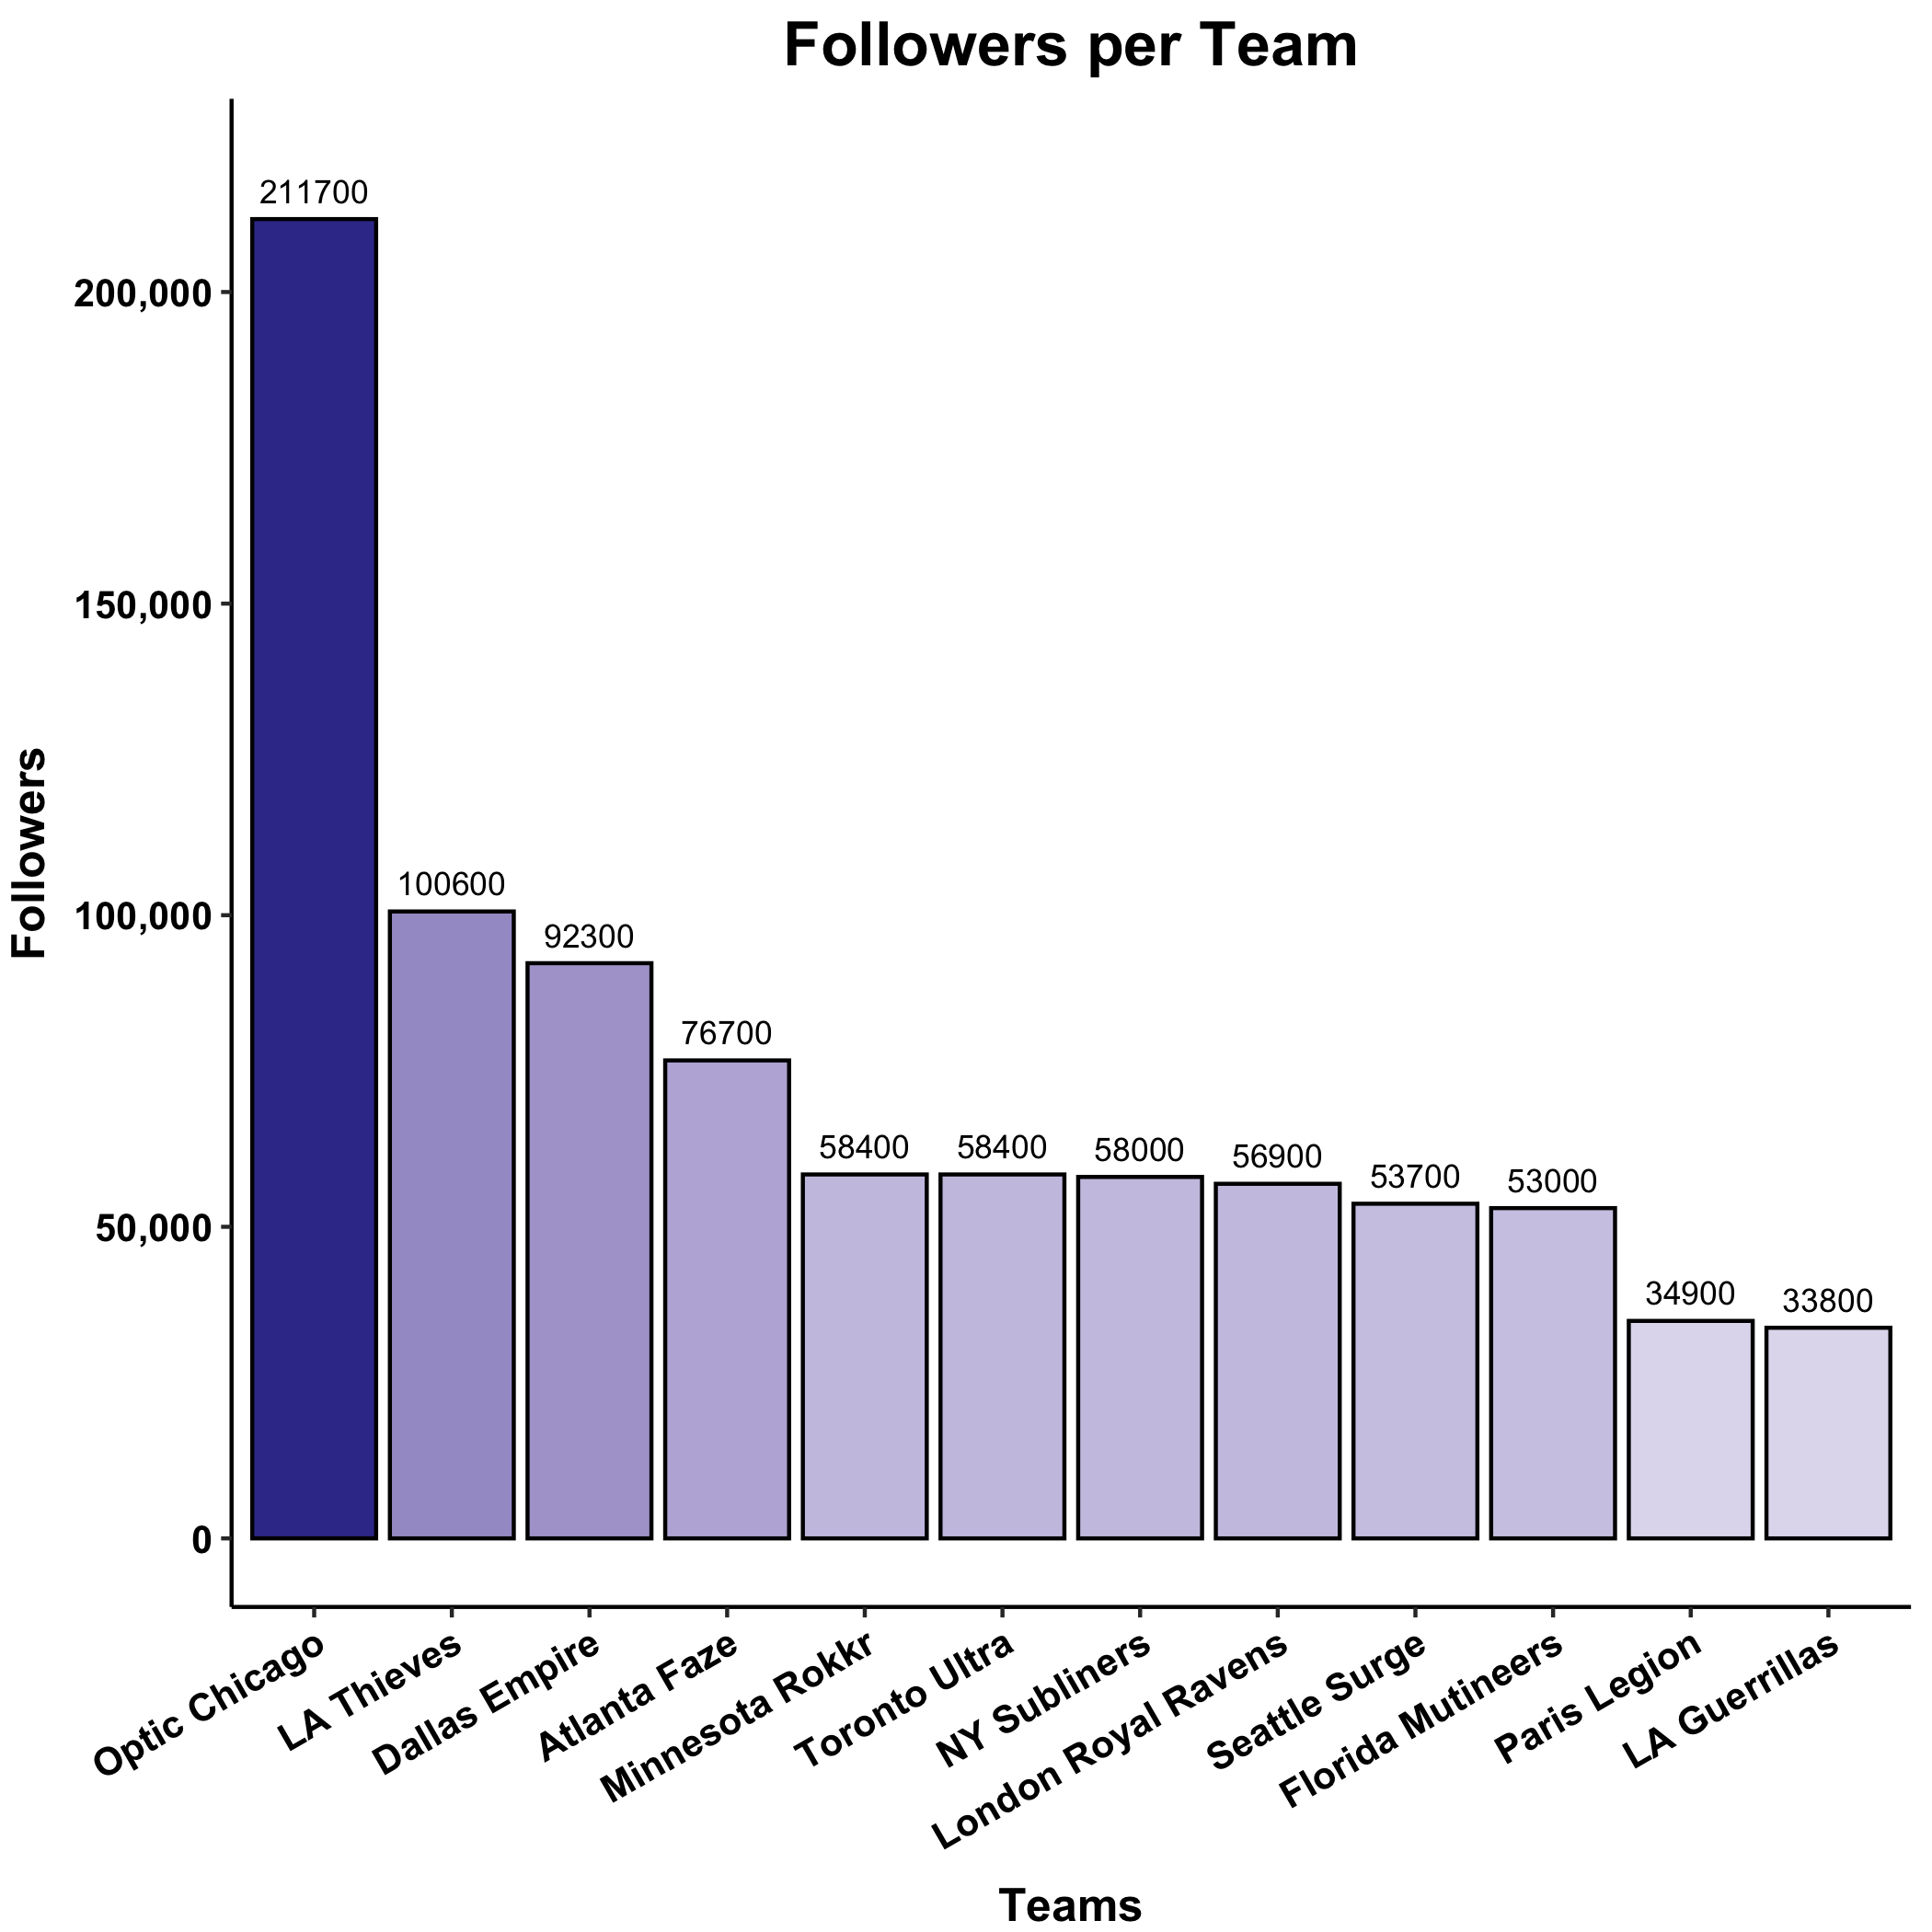 Followers per Team
Followers
200,000
150,000
100,000
50,000
0
211700
100600
92300
76700
58400
58400
58000
56900
53700
53000
34900
33800
Optic Chicago
LA Thieves
Dallas Empire
Atlanta Faze
Minnesota Rokkr
Toronto Ultra
NY Subliners
London Royal Ravens
Seattle Surge
Florida Mutineers
Paris Legion
LA Guerrillas
Teams